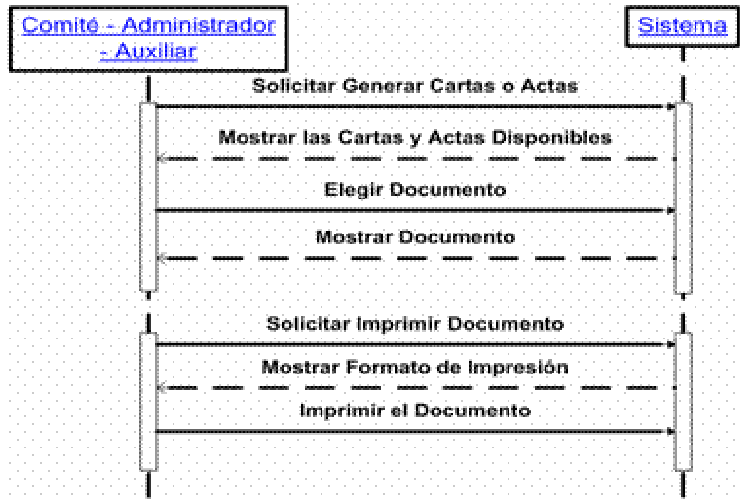 Comité - Administrador
- Auxiliar
Sistema
Solicitar Generar Cartas o Actas
Mostrar las Cartas y Actas Disponibles
Elegir Documento
Mostrar Documento
Solicitar Imprimir Documento
Mostrar Formato de Impresión
Imprimir el Documento